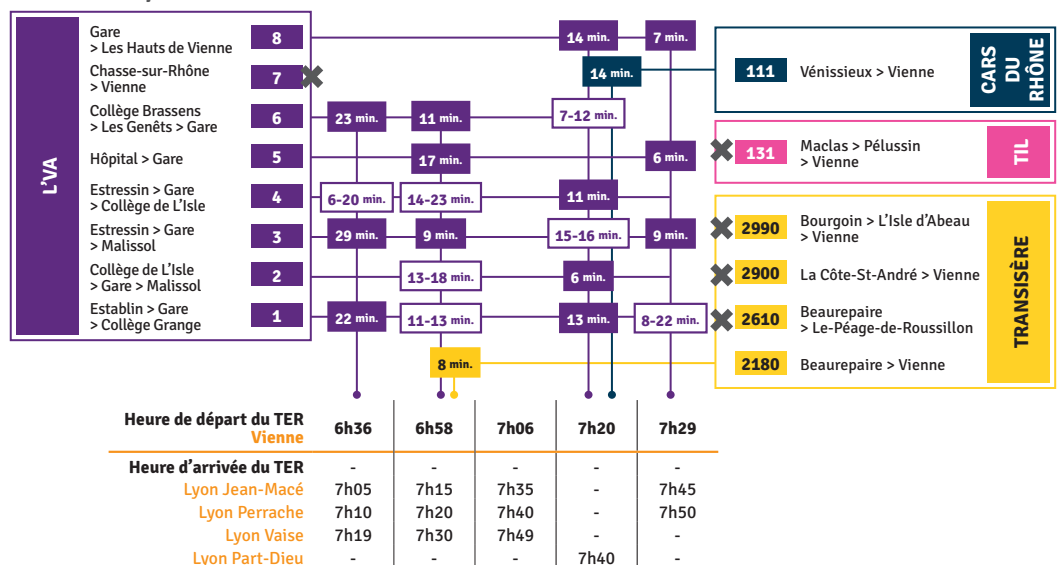 L'VA
Gare
> Les Hauts de Vienne
8
14 min.
7 min.
Chasse-sur-Rhône
> Vienne
7
14 min.
Collège Brassens
> Les Genêts > Gare
6
23 min.
11 min.
7-12 min.
Hôpital > Gare
5
17 min.
6 min.
Estressin > Gare
> Collège de L'Isle
4
6-20 min.
14-23 min.
11 min.
Estressin > Gare
> Malissol
3
29 min.
9 min.
15-16 min.
9 min.
Collège de L'Isle
> Gare > Malissol
2
13-18 min.
6 min.
Establin > Gare
> Collège Grange
1
22 min.
11-13 min.
13 min.
8-22 min.
8 min.
111
Vénissieux > Vienne
CARS
DU
RHÔNE
131
Maclas > Pélussin
> Vienne
TIL
2990
Bourgoin > L'Isle d'Abeau
> Vienne
2900
La Côte-St-André > Vienne
2610
Beaurepaire
> Le-Péage-de-Roussillon
2180
Beaurepaire > Vienne
TRANSISÈRE
Heure de départ du TER
Vienne
6h36 6h58 7h06 7h20 7h29
Heure d'arrivée du TER - - - - -
Lyon Jean-Macé 7h05 7h15 7h35 - 7h45
Lyon Perrache 7h10 7h20 7h40 - 7h50
Lyon Vaise 7h19 7h30 7h49 - -
Lyon Part-Dieu - - - 7h40 -